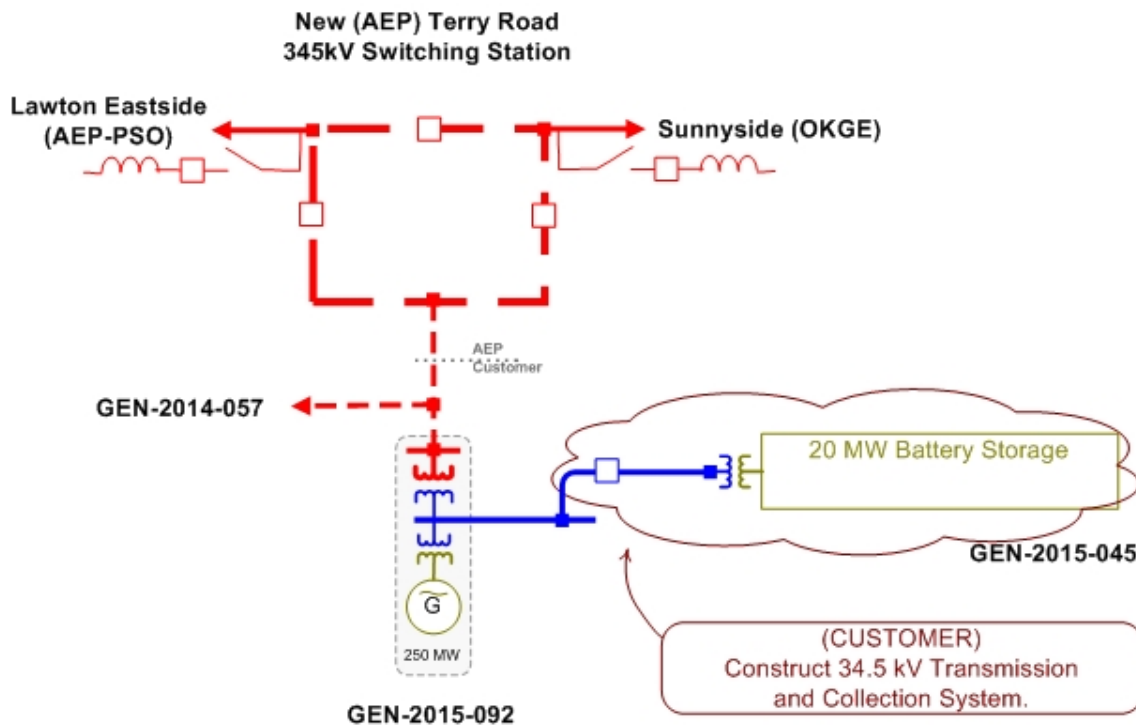 New (AEP) Terry Road
345kV Switching Station
Lawton Eastside
(AEP-PSO)
Sunnyside (OKGE)
AEP
Customer
GEN-2014-057
20 MW Battery Storage
GEN-2015-045
G
250 MW
(CUSTOMER)
Construct 34.5 kV Transmission
and Collection System.
GEN-2015-092